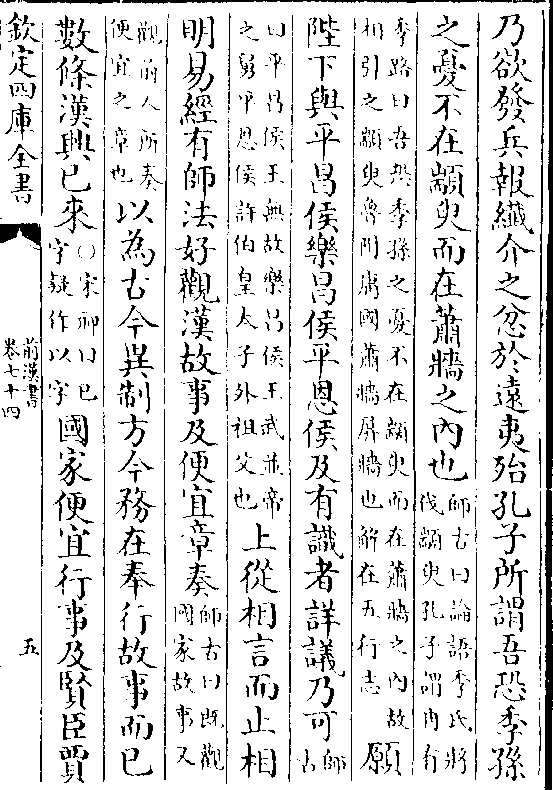 乃欲發兵報纎介之忿於遠夷殆孔子所謂吾恐季孫
之憂不在顓臾而在蕭牆之內也師古曰論語季氏將伐顓臾孔子謂冉有
季路曰吾恐季孫之憂不在顓臾而在蕭牆之內故相引之顓臾魯附庸國蕭牆屏牆也解在五行志願
陛下與平昌侯樂昌侯平恩侯及有識者詳議乃可師古
曰平昌侯王無故樂昌侯王武並帝之舅平恩侯許伯皇太子外祖父也上從相言而止相
明易經有師法好觀漢故事及便宜章奏師古曰既觀國家故事又
觀前人所奏便宜之章也以為古今異制方今務在奉行故事而已
數條漢興已來○宋祁曰已字疑作以字國家便宜行事及賢臣賈
欽定四庫全書
前漢書
卷七十四
五